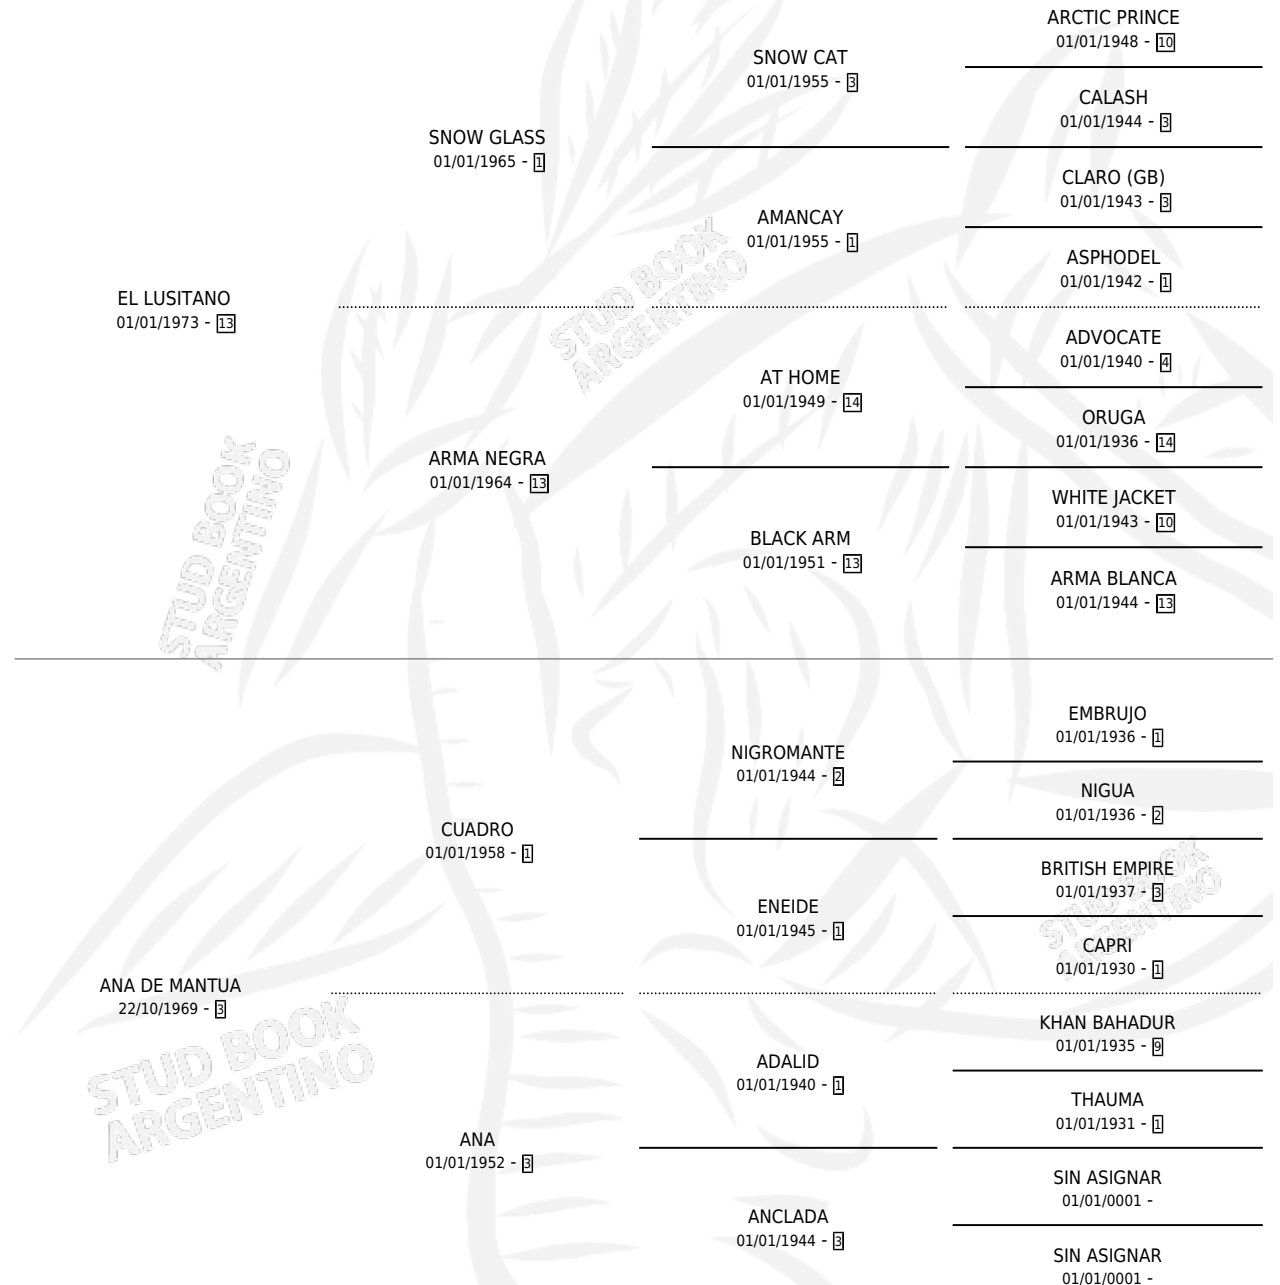 ARCTIC PRINCE
01/01/1948 - 10
SNOW CAT
01/01/1955 - 3
CALASH
01/01/1944 - 3
SNOW GLASS
01/01/1965 - 1
CLARO (GB)
01/01/1943 - 3
AMANCAY
01/01/1955 - 1
ASPHODEL
01/01/1942 - 1
EL LUSITANO
01/01/1973 - 13
STUD BOOK
ARGENTINO
ADVOCATE
01/01/1940 - 4
AT HOME
01/01/1949 - 14
ORUGA
01/01/1936 - 14
ARMA NEGRA
01/01/1964 - 13
WHITE JACKET
01/01/1943 - 10
BLACK ARM
01/01/1951 - 13
ARMA BLANCA
01/01/1944 - 13
STUD BOOK
ARGENTINO
EMBRUJO
01/01/1936 - 1
NIGROMANTE
01/01/1944 - 2
NIGUA
01/01/1936 - 2
CUADRO
01/01/1958 - 1
BRITISH EMPIRE
01/01/1937 - 3
ENEIDE
01/01/1945 - 1
CAPRI
01/01/1930 - 1
STUD BOOK
ARGENTINO
ANA DE MANTUA
22/10/1969 - 3
KHAN BAHADUR
01/01/1935 - 9
ADALID
01/01/1940 - 1
THAUMA
01/01/1931 - 1
STUD BOOK
ARGENTINO
ANA
01/01/1952 - 3
SIN ASIGNAR
01/01/0001 -
ANCLADA
01/01/1944 - 3
SIN ASIGNAR
01/01/0001 -